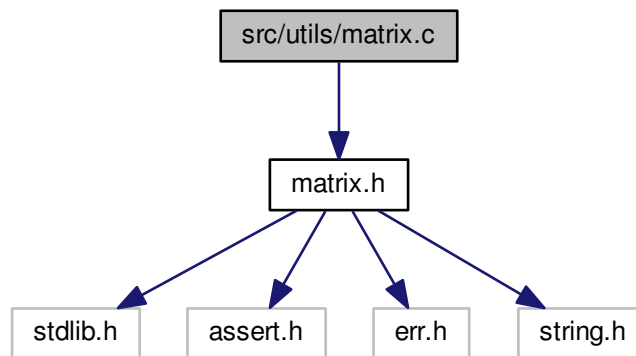 src/utils/matrix.c
matrix.h
stdlib.h
assert.h
err.h
string.h